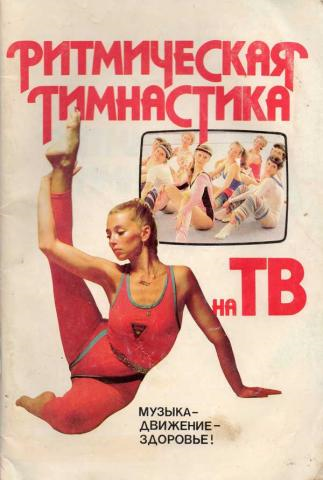 РИТМИЧЕСКАЯ
ГИМНАСТИКА
НА ТВ
МУЗЫКА–
ДВИЖЕНИЕ–
ЗДОРОВЬЕ!